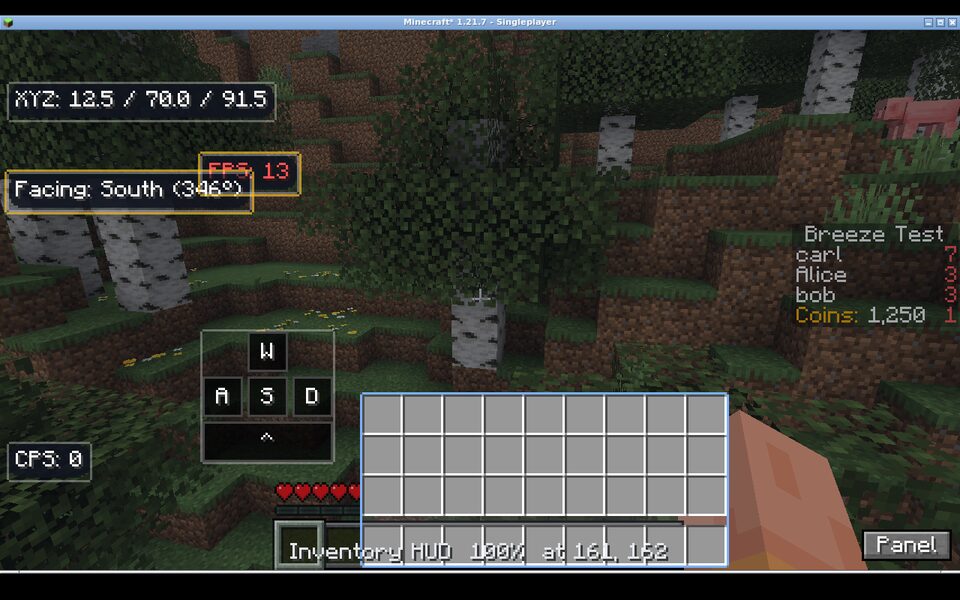 Minecraft* 1.21.7 - Singleplayer
XYZ: 12.5 / 70.0 / 91.5
FPS: 13
Facing: South (346°)
Breeze Test
carl 7
Alice 3
bob 3
Coins: 1,250 1
W
A S D
^
CPS: 0
Inventory HUD 100% at 161, 162
Panel